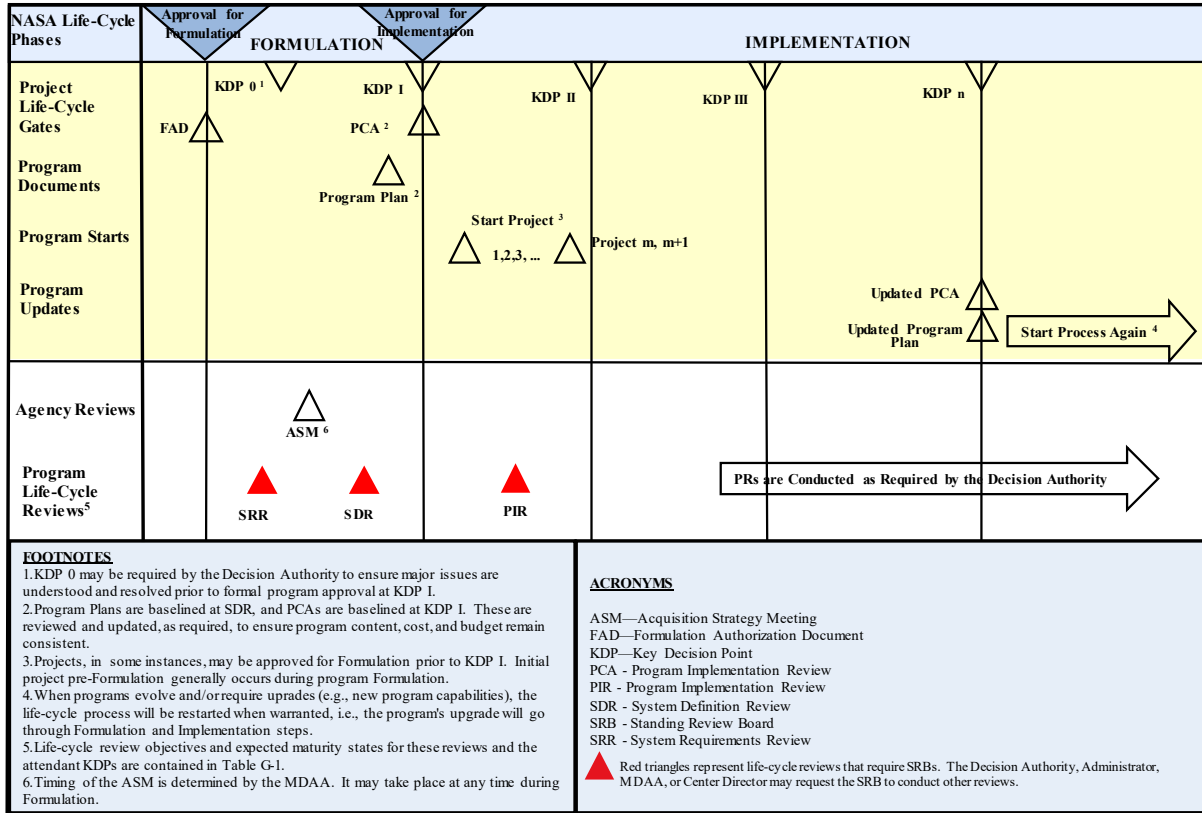 NASA Life-Cycle
Phases
Approval for
Formulation
FORMULATION
Approval for
Implementation
IMPLEMENTATION
Project
Life-Cycle
Gates
KDP 0 ¹
KDP I
KDP II
KDP III
KDP n
FAD
PCA ²
Program
Documents
Program Plan ²
Program Starts
Start Project ³
1,2,3, ...
Project m, m+1
Program
Updates
Updated PCA
Updated Program
Plan
Start Process Again ⁴
Agency Reviews
ASM ⁶
Program
Life-Cycle
Reviews⁵
SRR
SDR
PIR
PRs are Conducted as Required by the Decision Authority
FOOTNOTES
1.KDP 0 may be required by the Decision Authority to ensure major issues are
understood and resolved prior to formal program approval at KDP I.
2.Program Plans are baselined at SDR, and PCAs are baselined at KDP I. These are
reviewed and updated, as required, to ensure program content, cost, and budget remain
consistent.
3.Projects, in some instances, may be approved for Formulation prior to KDP I. Initial
project pre-Formulation generally occurs during program Formulation.
4.When programs evolve and/or require uprades (e.g., new program capabilities), the
life-cycle process will be restarted when warranted, i.e., the program's upgrade will go
through Formulation and Implementation steps.
5.Life-cycle review objectives and expected maturity states for these reviews and the
attendant KDPs are contained in Table G-1.
6.Timing of the ASM is determined by the MDAA. It may take place at any time during
Formulation.
ACRONYMS
ASM—Acquisition Strategy Meeting
FAD—Formulation Authorization Document
KDP—Key Decision Point
PCA - Program Implementation Review
PIR - Program Implementation Review
SDR - System Definition Review
SRB - Standing Review Board
SRR - System Requirements Review
Red triangles represent life-cycle reviews that require SRBs. The Decision Authority, Administrator,
MDAA, or Center Director may request the SRB to conduct other reviews.